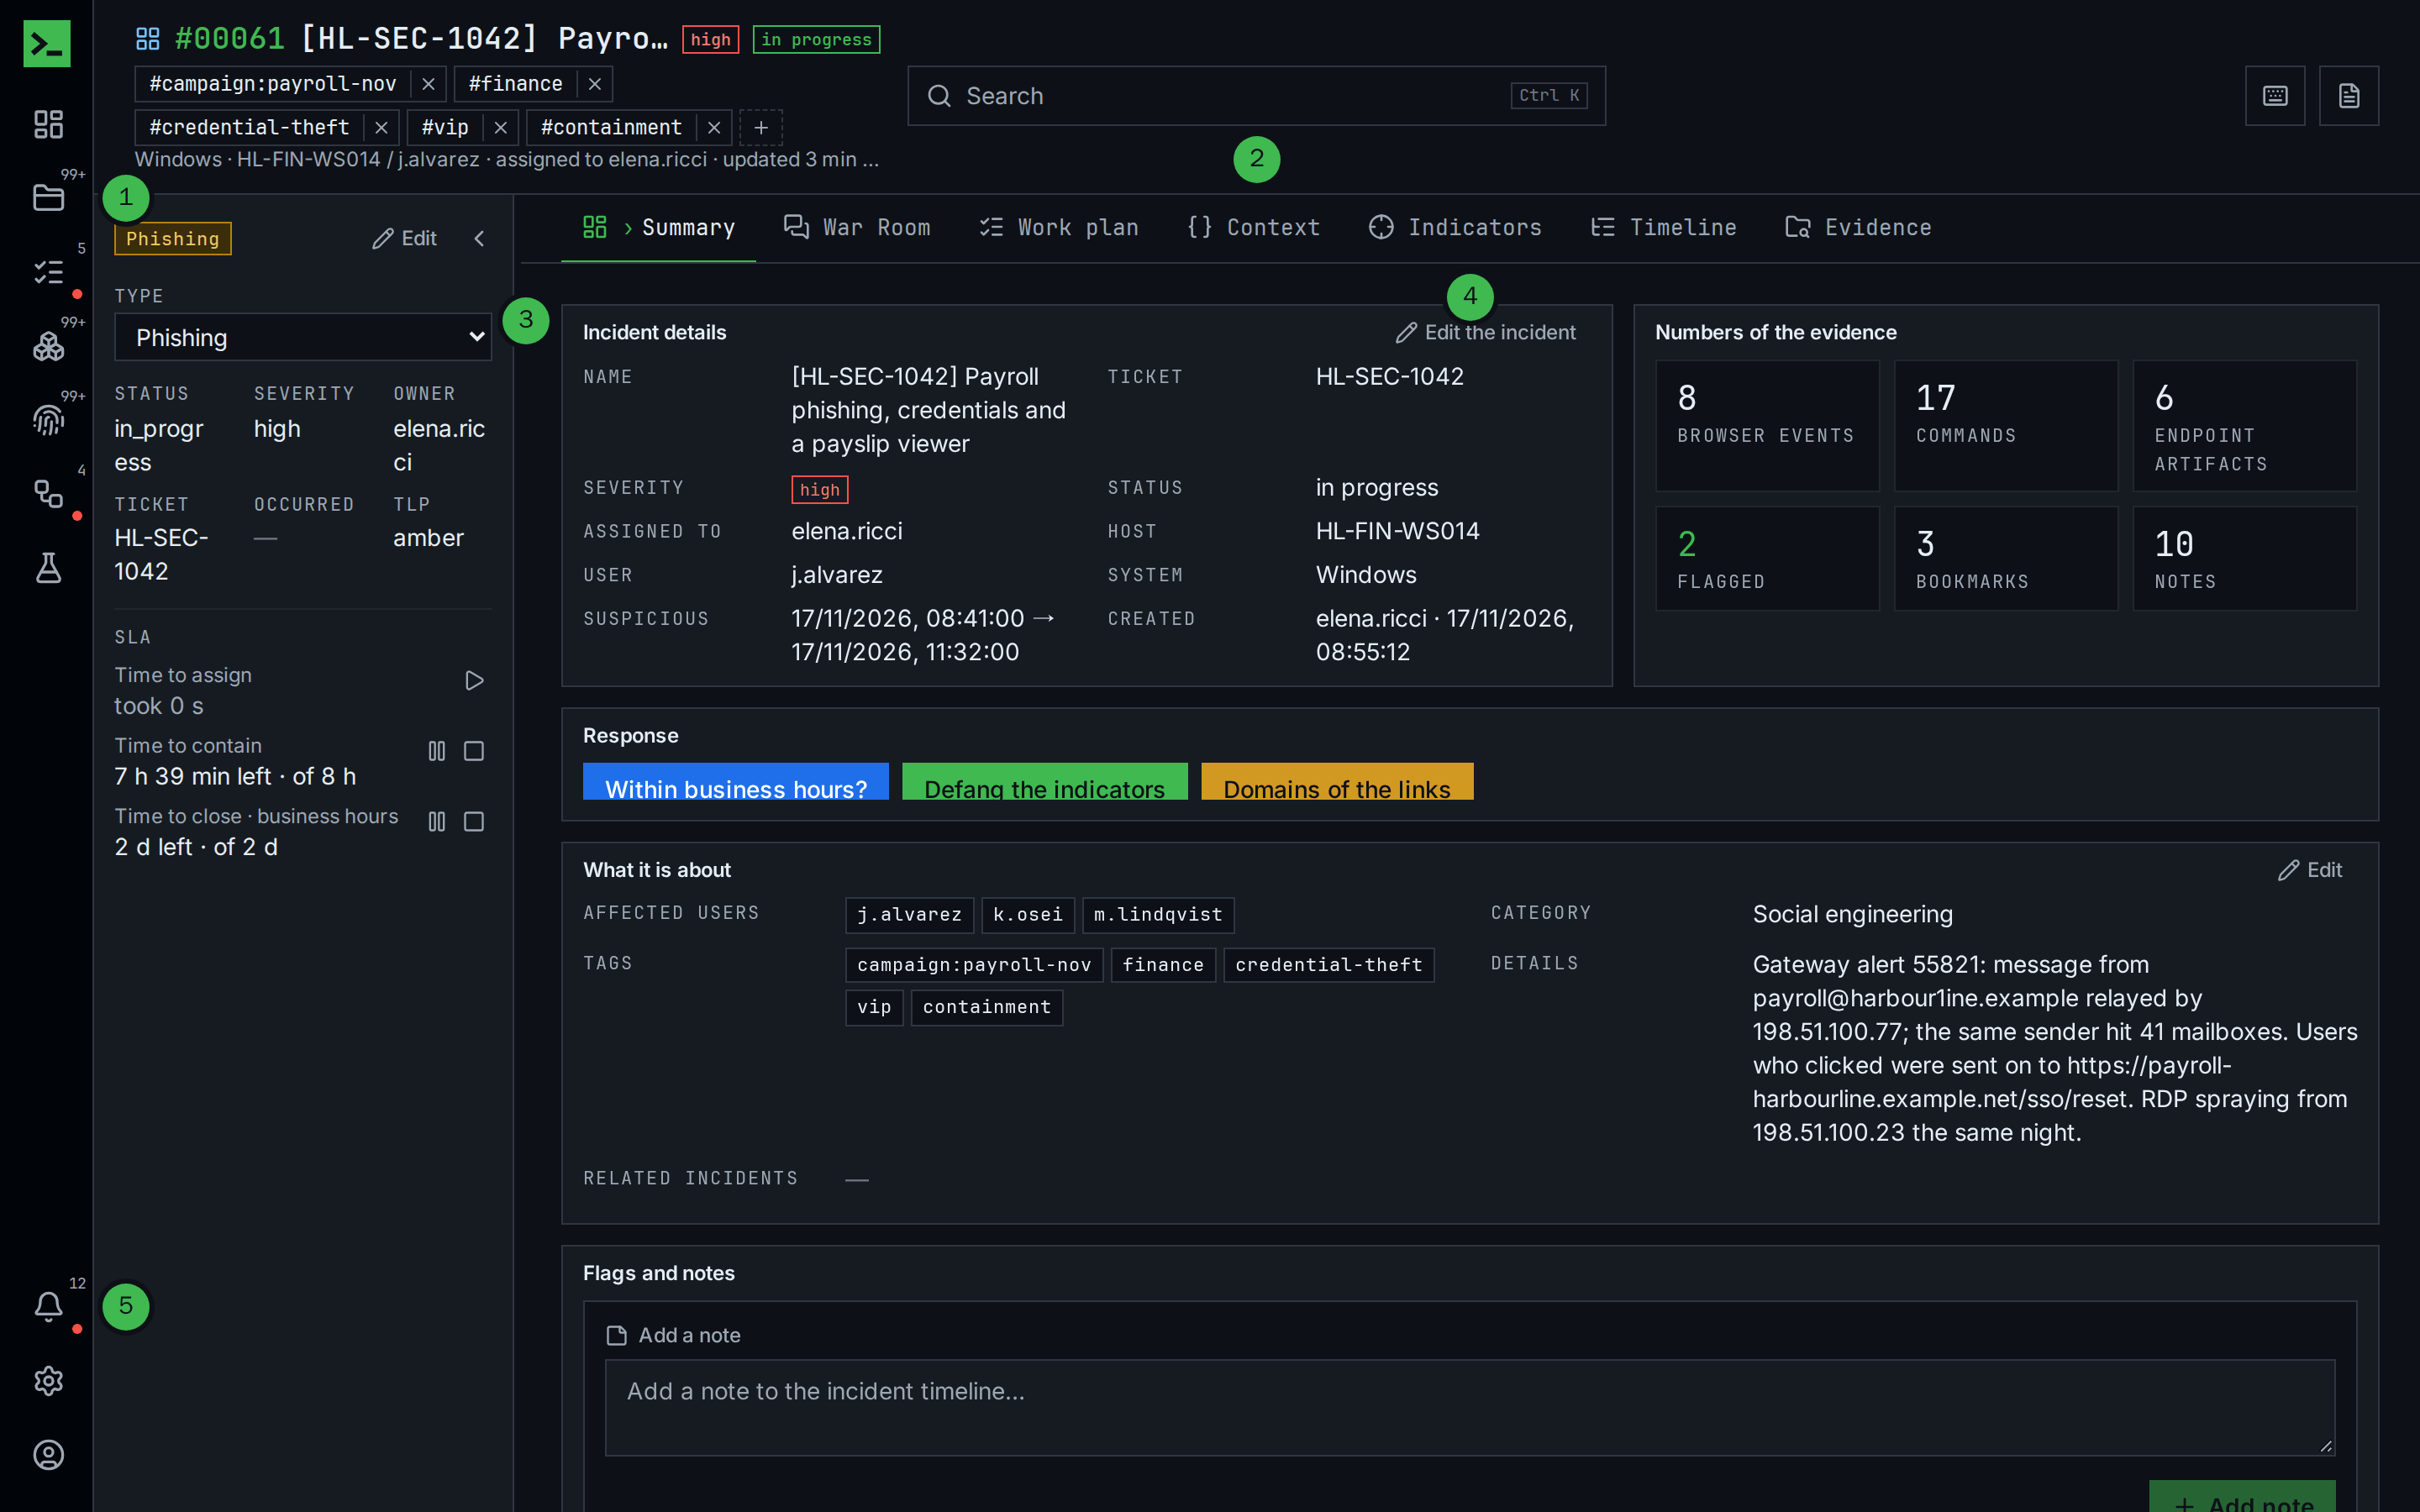 #00061 [HL-SEC-1042] Payro… high in progress
#campaign:payroll-nov #finance
#credential-theft #vip #containment
Windows · HL-FIN-WS014 / j.alvarez · assigned to elena.ricci · updated 3 min …
Search Ctrl K
2
99+
5
99+
99+
4
12
1
Phishing Edit
TYPE
Phishing
3
STATUS SEVERITY OWNER
in_progr high elena.ric
ess ci
TICKET OCCURRED TLP
HL-SEC- — amber
1042
SLA
Time to assign
took 0 s
Time to contain
7 h 39 min left · of 8 h
Time to close · business hours
2 d left · of 2 d
5
› Summary War Room Work plan Context Indicators Timeline Evidence
4
Incident details Edit the incident
NAME [HL-SEC-1042] Payroll TICKET HL-SEC-1042
phishing, credentials and
a payslip viewer
SEVERITY high STATUS in progress
ASSIGNED TO elena.ricci HOST HL-FIN-WS014
USER j.alvarez SYSTEM Windows
SUSPICIOUS 17/11/2026, 08:41:00 → CREATED elena.ricci · 17/11/2026,
17/11/2026, 11:32:00 08:55:12
Numbers of the evidence
8 17 6
BROWSER EVENTS COMMANDS ENDPOINT
ARTIFACTS
2 3 10
FLAGGED BOOKMARKS NOTES
Response
Within business hours? Defang the indicators Domains of the links
What it is about Edit
AFFECTED USERS j.alvarez k.osei m.lindqvist CATEGORY Social engineering
TAGS campaign:payroll-nov finance credential-theft
vip containment
DETAILS Gateway alert 55821: message from
payroll@harbour1ine.example relayed by
198.51.100.77; the same sender hit 41 mailboxes. Users
who clicked were sent on to https://payroll-
harbourline.example.net/sso/reset. RDP spraying from
198.51.100.23 the same night.
RELATED INCIDENTS —
Flags and notes
Add a note
Add a note to the incident timeline...
+ Add note